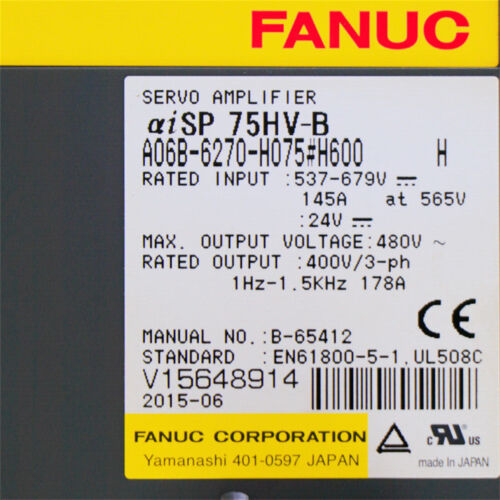 FANUC
SERVO AMPLIFIER
αiSP 75HV-B
A06B-6270-H075#H600 H
RATED INPUT :537-679V ⎓
145A at 565V
:24V ⎓
MAX. OUTPUT VOLTAGE:480V ~
RATED OUTPUT :400V/3-ph
1Hz-1.5KHz 178A
CE
MANUAL NO.:B-65412
STANDARD :EN61800-5-1,UL508C
V15648914
2015-06
FANUC CORPORATION
Yamanashi 401-0597 JAPAN
c RU US
made in JAPAN